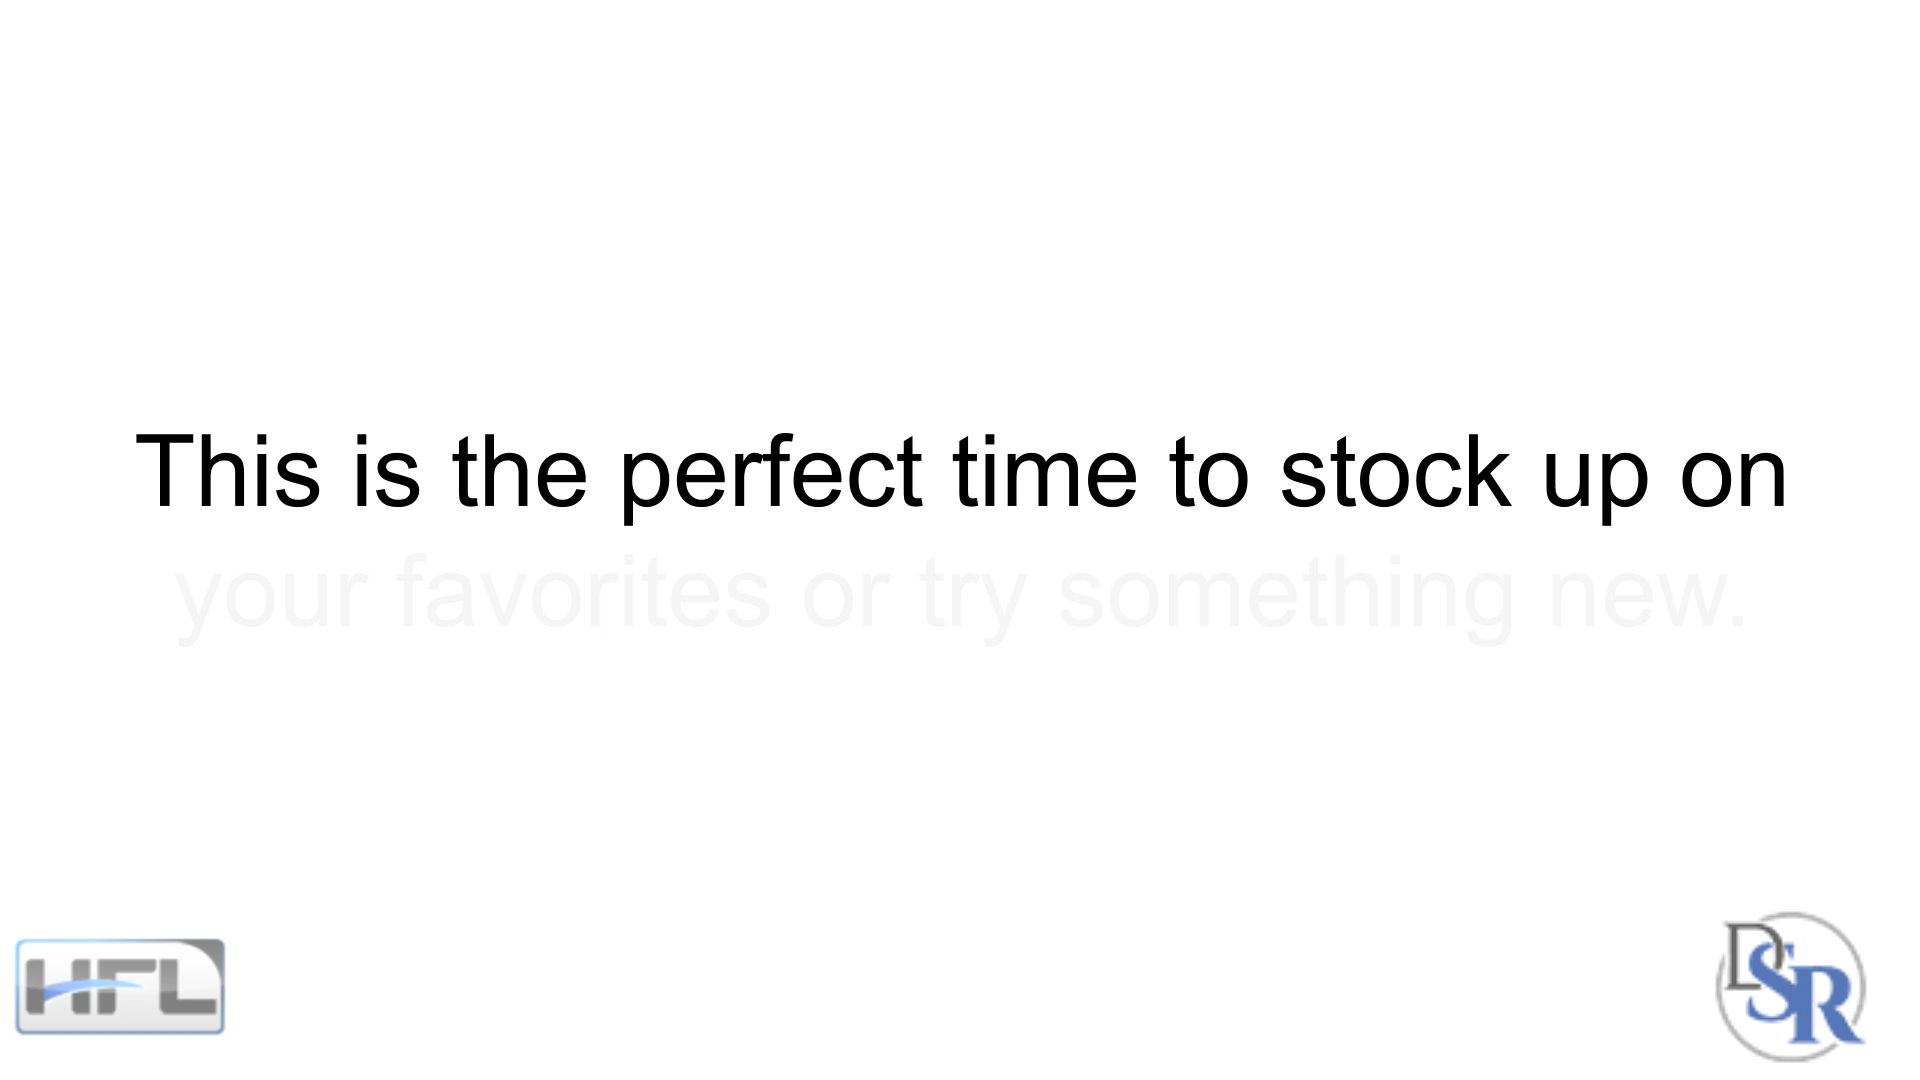 This is the perfect time to stock up on
your favorites or try something new.
HFL
DSR